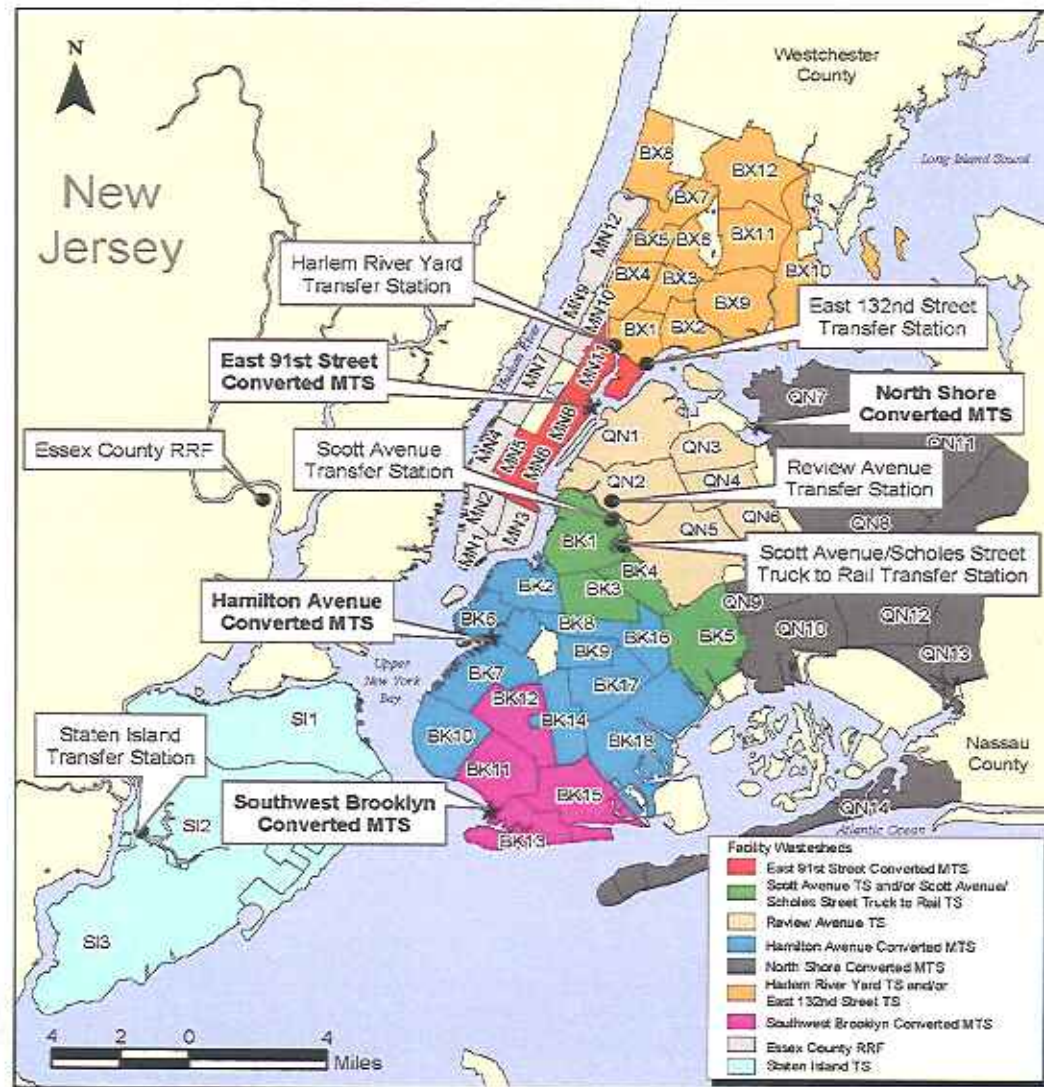 N
Westchester
County
Long Island Sound
New
Jersey
BX8
BX12
BX7
MN12
BX5
BX6
BX11
Harlem River Yard
Transfer Station
BX4
BX3
BX10
MN9
MN10
BX9
East 132nd Street
Transfer Station
BX1
BX2
Hudson River
MN7
MN11
East 91st Street
Converted MTS
QN7
North Shore
Converted MTS
MN8
QN1
QN3
QN11
MN4
MN5
Essex County RRF
Scott Avenue
Transfer Station
MN6
Review Avenue
Transfer Station
QN4
QN2
MN2
QN5
QN6
QN8
MN3
MN1
BK1
Scott Avenue/Scholes Street
Truck to Rail Transfer Station
BK4
BK2
BK3
QN9
Hamilton Avenue
Converted MTS
BK6
BK8
BK16
BK5
QN10
QN12
BK9
QN13
Upper
New York
Bay
BK7
BK17
BK12
SI1
BK14
BK10
BK18
Staten Island
Transfer Station
Nassau
County
BK11
SI2
Southwest Brooklyn
Converted MTS
BK15
QN14
Atlantic Ocean
BK13
SI3
Facility Wastesheds
East 91st Street Converted MTS
Scott Avenue TS and/or Scott Avenue/
Scholes Street Truck to Rail TS
Review Avenue TS
Hamilton Avenue Converted MTS
North Shore Converted MTS
Harlem River Yard TS and/or
East 132nd Street TS
Southwest Brooklyn Converted MTS
Essex County RRF
Staten Island TS
4 2 0 4
Miles